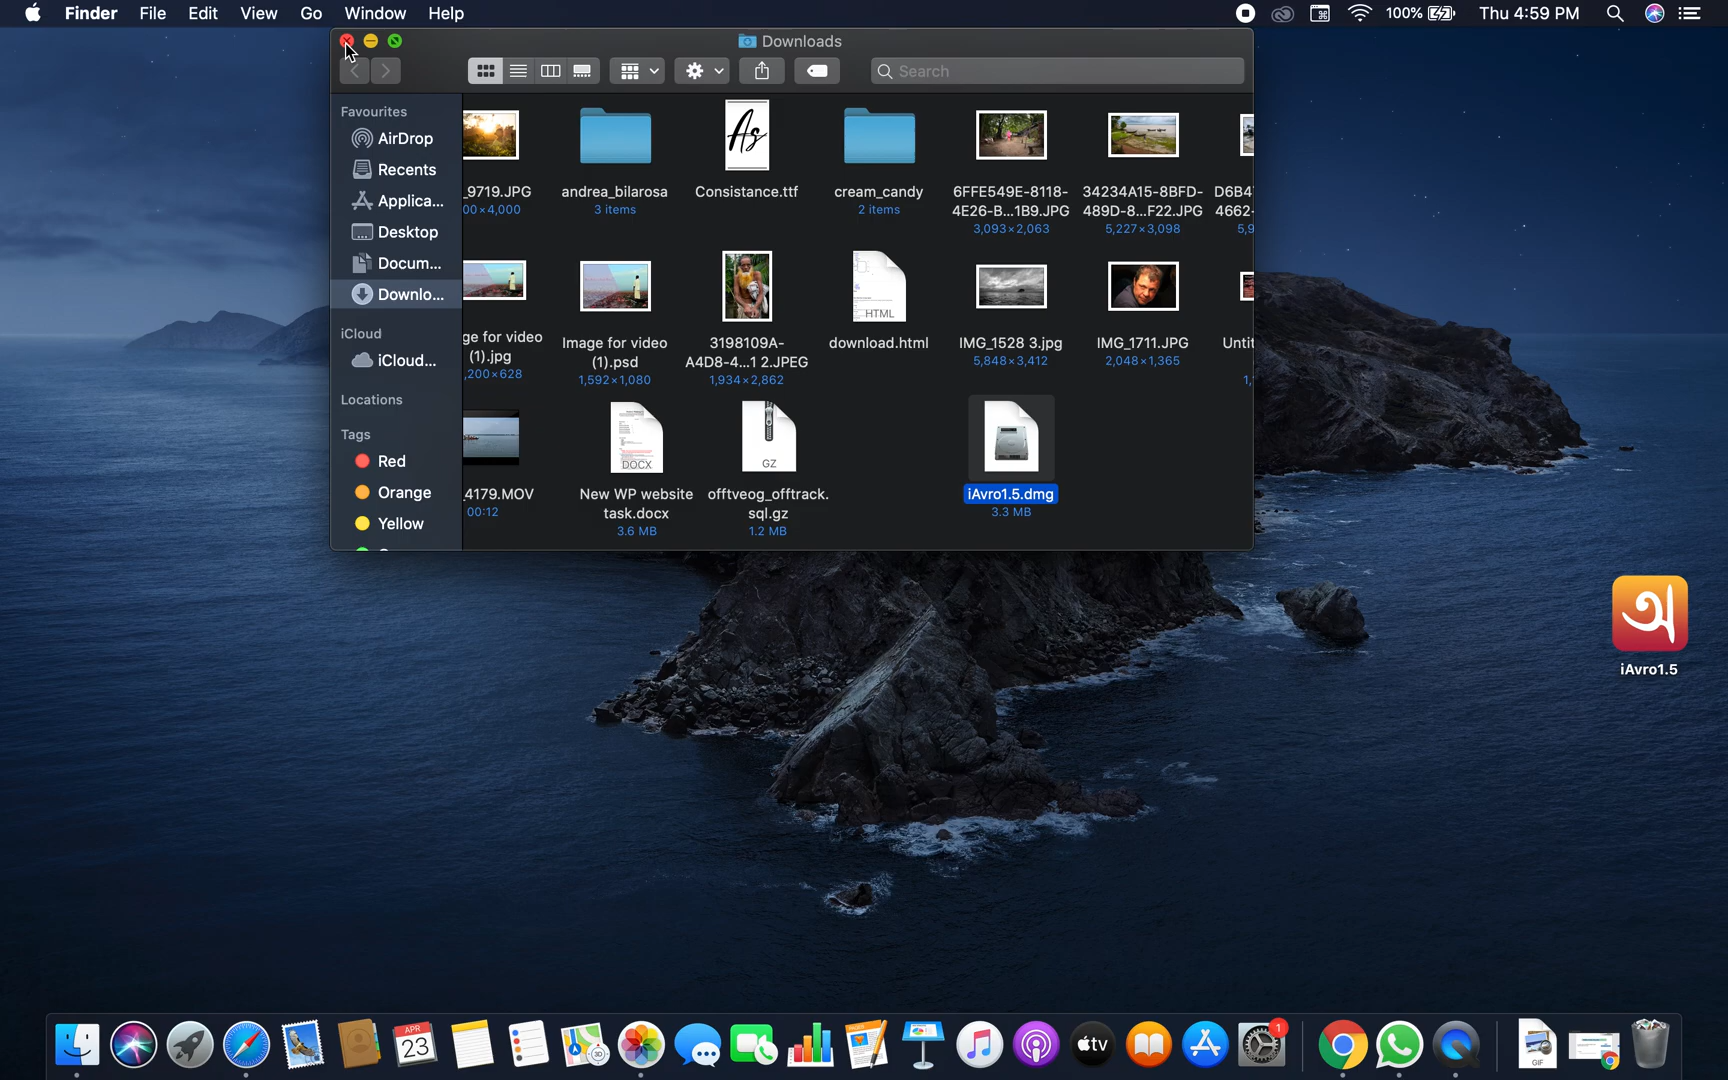 Finder File Edit View Go Window Help
100% Thu 4:59 PM
Downloads
Search
Favourites
AirDrop
Recents
Applica...
Desktop
Docum...
Downlo...
iCloud
iCloud...
Locations
Tags
Red
Orange
Yellow
_9719.JPG
00×4,000
andrea_bilarosa
3 items
As
Consistance.ttf
cream_candy
2 items
6FFE549E-8118-
4E26-B...1B9.JPG
3,093×2,063
34234A15-8BFD-
489D-8...F22.JPG
5,227×3,098
D6B4
4662-
5,9
ge for video
(1).jpg
,200×628
Image for video
(1).psd
1,592×1,080
3198109A-
A4D8-4...1 2.JPEG
1,934×2,862
HTML
download.html
IMG_1528 3.jpg
5,848×3,412
IMG_1711.JPG
2,048×1,365
Untit
1,
4179.MOV
00:12
DOCX
New WP website
task.docx
3.6 MB
GZ
offtveog_offtrack.
sql.gz
1.2 MB
iAvro1.5.dmg
3.3 MB
অ
iAvro1.5
APR
23
3D
tv
1
GIF